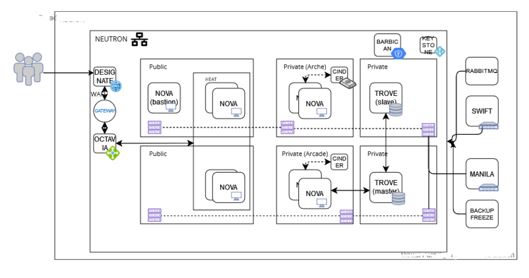 NEUTRON
BARBIC
AN
KEY
STO
NE
DESIG
NATE
WA
GATEWAY
OCTAV
IA
Public
NOVA
(bastion)
HEAT
NOVA
Private (Arche)
CIND
ER
N
Private
TROVE
(slave)
Public
NOVA
Private (Arcade)
CIND
ER
N
NOVA
Private
TROVE
(master)
RABBITMQ
SWIFT
MANILA
BACKUP
FREEZE